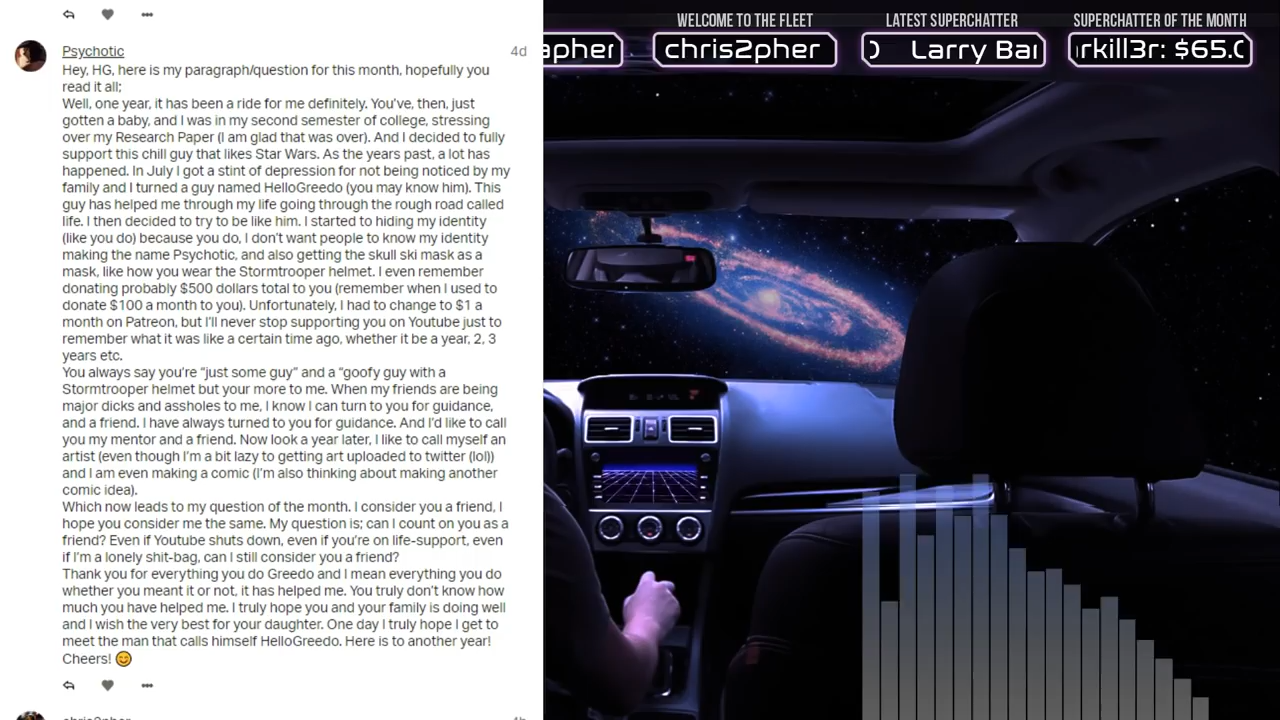 Psychotic
4d
Hey, HG, here is my paragraph/question for this month, hopefully you
read it all;
Well, one year, it has been a ride for me definitely. You've, then, just
gotten a baby, and I was in my second semester of college, stressing
over my Research Paper (I am glad that was over). And I decided to fully
support this chill guy that likes Star Wars. As the years past, a lot has
happened. In July I got a stint of depression for not being noticed by my
family and I turned a guy named HelloGreedo (you may know him). This
guy has helped me through my life going through the rough road called
life. I then decided to try to be like him. I started to hiding my identity
(like you do) because you do, I don't want people to know my identity
making the name Psychotic, and also getting the skull ski mask as a
mask, like how you wear the Stormtrooper helmet. I even remember
donating probably $500 dollars total to you (remember when I used to
donate $100 a month to you). Unfortunately, I had to change to $1 a
month on Patreon, but I'll never stop supporting you on Youtube just to
remember what it was like a certain time ago, whether it be a year, 2, 3
years etc.
You always say you're “just some guy” and a “goofy guy with a
Stormtrooper helmet but your more to me. When my friends are being
major dicks and assholes to me, I know I can turn to you for guidance,
and a friend. I have always turned to you for guidance. And I'd like to call
you my mentor and a friend. Now look a year later, I like to call myself an
artist (even though I'm a bit lazy to getting art uploaded to twitter (lol))
and I am even making a comic (I'm also thinking about making another
comic idea).
Which now leads to my question of the month. I consider you a friend, I
hope you consider me the same. My question is; can I count on you as a
friend? Even if Youtube shuts down, even if you're on life-support, even
if I'm a lonely shit-bag, can I still consider you a friend?
Thank you for everything you do Greedo and I mean everything you do
whether you meant it or not, it has helped me. You truly don't know how
much you have helped me. I truly hope you and your family is doing well
and I wish the very best for your daughter. One day I truly hope I get to
meet the man that calls himself HelloGreedo. Here is to another year!
Cheers! 😊
WELCOME TO THE FLEET
LATEST SUPERCHATTER
SUPERCHATTER OF THE MONTH
apher
chris2pher
Larry Bar
rkill3r: $65.0